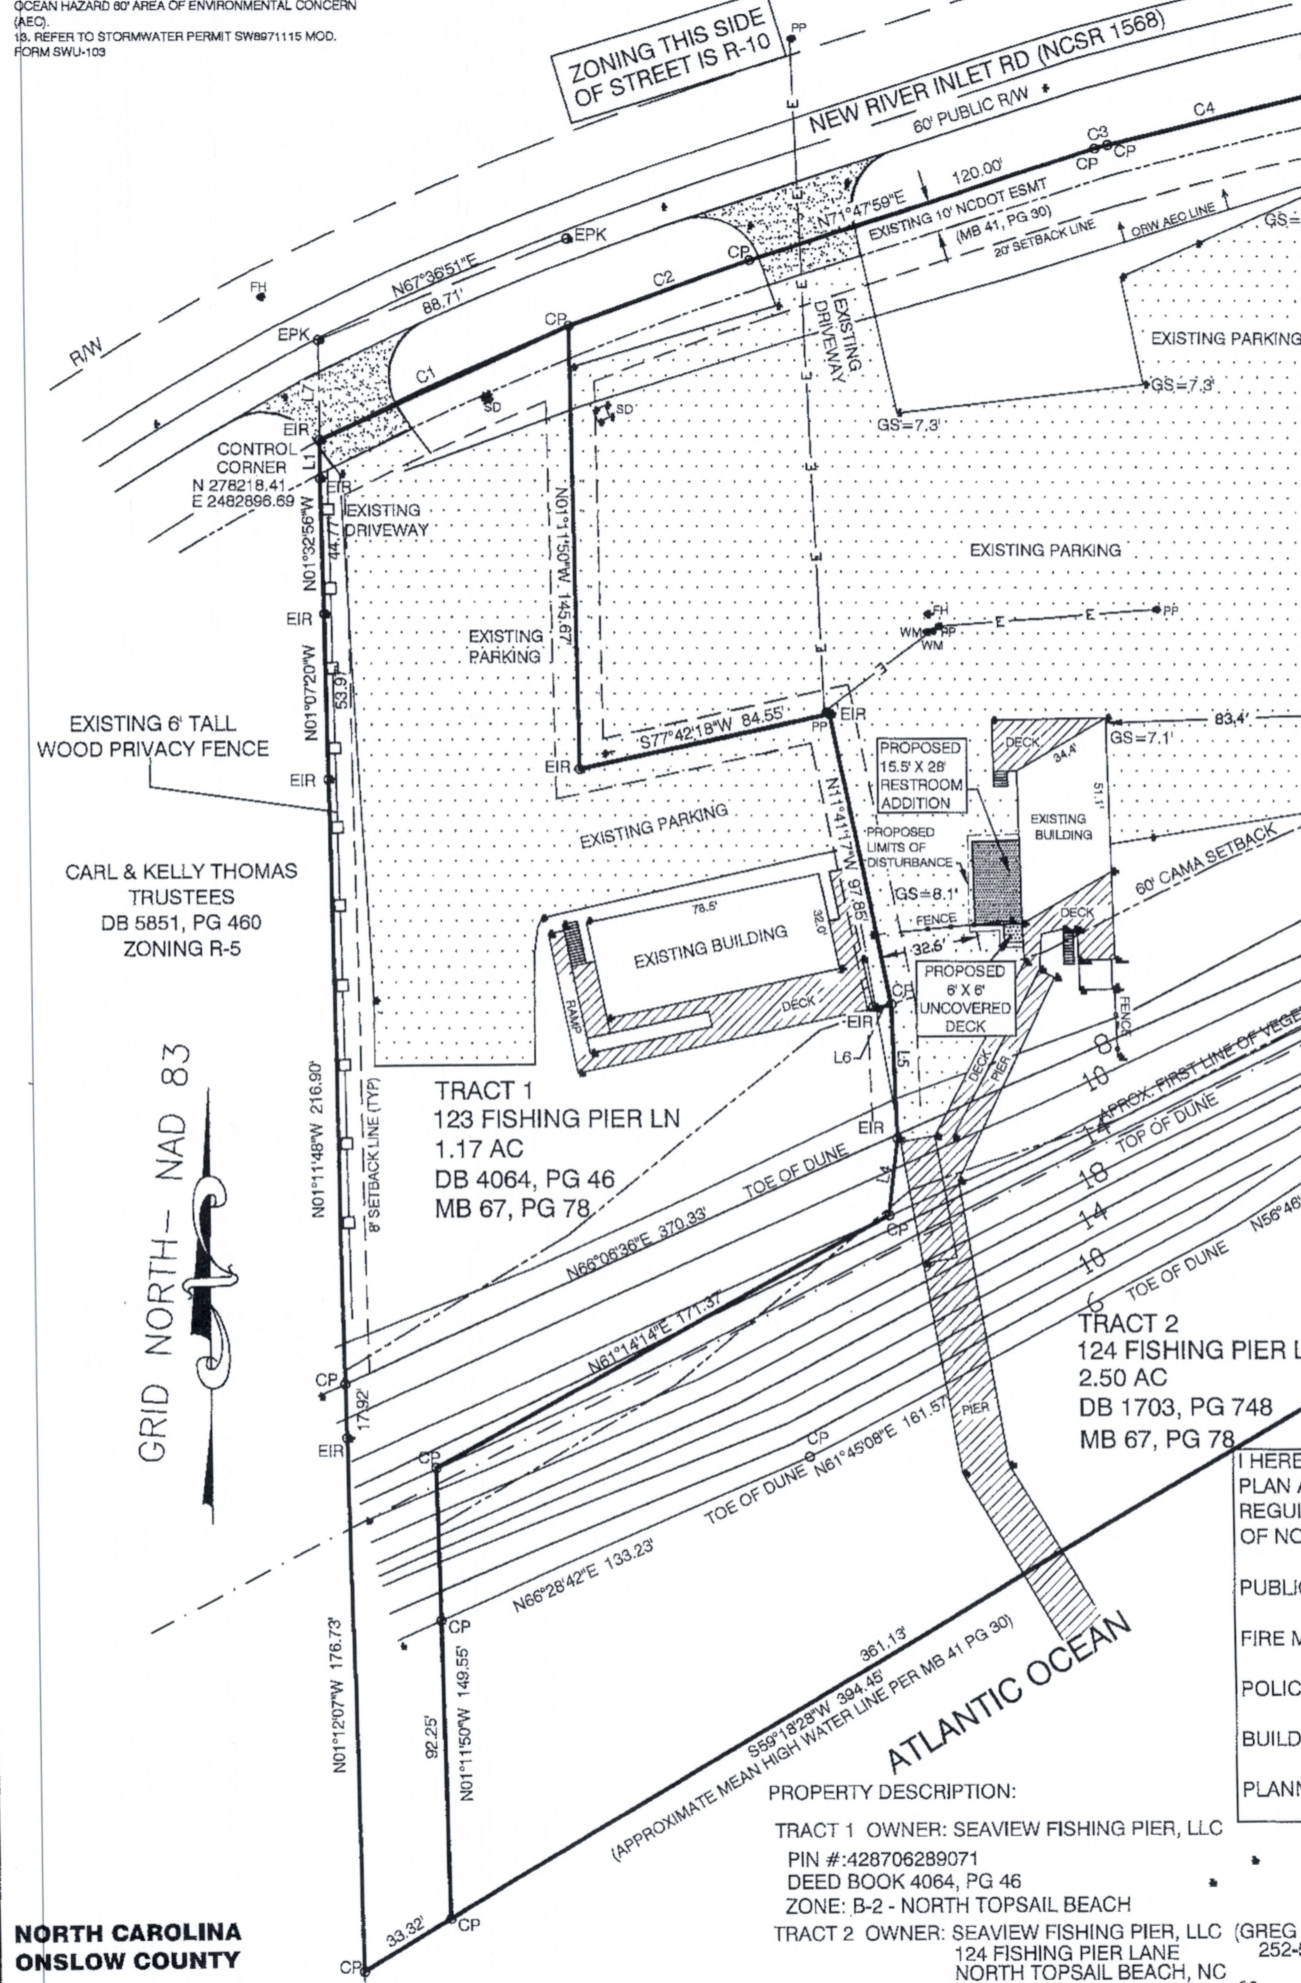 OCEAN HAZARD 60' AREA OF ENVIRONMENTAL CONCERN
(AEC).
13. REFER TO STORMWATER PERMIT SW8971115 MOD.
FORM SWU-103
ZONING THIS SIDE
OF STREET IS R-10
PP
NEW RIVER INLET RD (NCSR 1568)
60' PUBLIC R/W
C4
C3
CP
CP
120.00'
N71°47'59"E
EXISTING 10' NCDOT ESMT
(MB 41, PG 30)
20' SETBACK LINE
ORW AEC LINE
GS=
E
E
EPK
N67°36'51"E
88.71'
FH
EPK
R/W
C2
CP
CP
C1
L7
EIR
SD
SD
EXISTING
DRIVEWAY
E
E
EXISTING PARKING
GS=7.3'
GS=7.3'
CONTROL
CORNER
N 278218.41
E 2482896.69
L1
EIR
EXISTING
DRIVEWAY
N01°32'56"W
44.77'
N01°11'50"W 145.67'
E
E
EXISTING PARKING
EIR
EXISTING
PARKING
FH
WM
PP
WM
E
E
PP
E
E
N01°07'20"W
53.97'
EXISTING 6' TALL
WOOD PRIVACY FENCE
EIR
S77°42'18"W 84.55'
EIR
PP
EIR
PROPOSED
15.5' X 28'
RESTROOM
ADDITION
DECK
34.4'
83.4'
GS=7.1'
51.1'
EXISTING
BUILDING
EXISTING PARKING
N11°41'17"W 97.85'
PROPOSED
LIMITS OF
DISTURBANCE
GS=8.1'
FENCE
60' CAMA SETBACK
DECK
CARL & KELLY THOMAS
TRUSTEES
DB 5851, PG 460
ZONING R-5
78.5'
32.0'
EXISTING BUILDING
RAMP
DECK
32.6'
PROPOSED
6' X 6'
UNCOVERED
DECK
FENCE
CP
EIR
L6
L5
DECK
PIER
8
10
APROX. FIRST LINE OF VEGE
14
TOP OF DUNE
18
14
10
6
TOE OF DUNE
N56°46'
GRID NORTH- NAD 83
N01°11'48"W 216.90'
8' SETBACK LINE (TYP)
TRACT 1
123 FISHING PIER LN
1.17 AC
DB 4064, PG 46
MB 67, PG 78
EIR
TOE OF DUNE
L4
CP
N66°06'36"E 370.33'
N61°14'14"E 171.37'
CP
17.92'
EIR
CP
TRACT 2
124 FISHING PIER L
2.50 AC
DB 1703, PG 748
MB 67, PG 78
PIER
CP
TOE OF DUNE
N61°45'08"E 161.57'
N66°28'42"E 133.23'
CP
N01°12'07"W 176.73'
92.25'
N01°11'50"W 149.55'
361.13'
S59°18'28"W 394.45'
(APPROXIMATE MEAN HIGH WATER LINE PER MB 41 PG 30)
ATLANTIC OCEAN
33.32'
CP
CP
I HERE
PLAN A
REGUL
OF NO
PUBLIC
FIRE M
POLIC
BUILD
PLANN
PROPERTY DESCRIPTION:
TRACT 1 OWNER: SEAVIEW FISHING PIER, LLC
PIN #:428706289071
DEED BOOK 4064, PG 46
ZONE: B-2 - NORTH TOPSAIL BEACH
TRACT 2 OWNER: SEAVIEW FISHING PIER, LLC (GREG
124 FISHING PIER LANE
NORTH TOPSAIL BEACH, NC
NORTH CAROLINA
ONSLOW COUNTY